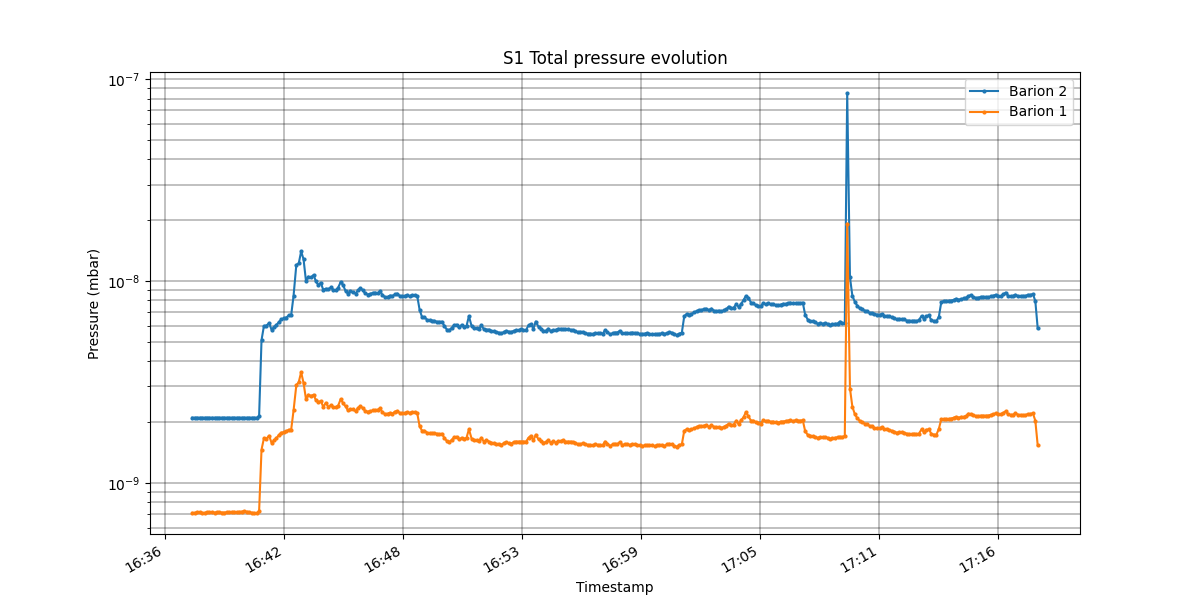 S1 Total pressure evolution
Barion 2
Barion 1
Pressure (mbar)
10⁻⁷
10⁻⁸
10⁻⁹
16:36
16:42
16:48
16:53
16:59
17:05
17:11
17:16
Timestamp